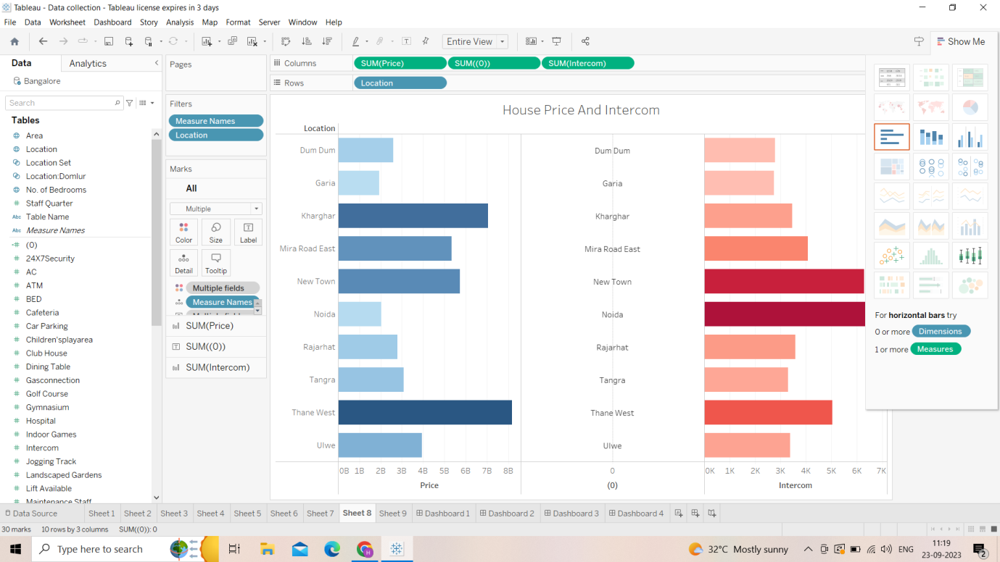 Tableau - Data collection - Tableau license expires in 3 days
File Data Worksheet Dashboard Story Analysis Map Format Server Window Help
Entire View
Show Me
Data
Analytics
Bangalore
Search
Tables
Area
Location
Location Set
Location:Domlur
No. of Bedrooms
Staff Quarter
Abc Table Name
Abc Measure Names
(0)
24X7Security
AC
ATM
BED
Cafeteria
Car Parking
Children'splayarea
Club House
Dining Table
Gasconnection
Golf Course
Gymnasium
Hospital
Indoor Games
Intercom
Jogging Track
Landscaped Gardens
Lift Available
Maintenance Staff
Pages
Filters
Measure Names
Location
Marks
All
Multiple
Color Size Label
Detail Tooltip
Multiple fields
Measure Names
SUM(Price)
SUM((0))
SUM(Intercom)
Columns SUM(Price) SUM((0)) SUM(Intercom)
Rows Location
House Price And Intercom
Location
Dum Dum Dum Dum
Garia Garia
Kharghar Kharghar
Mira Road East Mira Road East
New Town New Town
Noida Noida
Rajarhat Rajarhat
Tangra Tangra
Thane West Thane West
Ulwe Ulwe
0B 1B 2B 3B 4B 5B 6B 7B 8B 0 0K 1K 2K 3K 4K 5K 6K 7K
Price (0) Intercom
For horizontal bars try
0 or more Dimensions
1 or more Measures
Data Source Sheet 1 Sheet 2 Sheet 3 Sheet 4 Sheet 5 Sheet 6 Sheet 7 Sheet 8 Sheet 9 Dashboard 1 Dashboard 2 Dashboard 3 Dashboard 4
30 marks 10 rows by 3 columns SUM((0)): 0
Type here to search
32°C Mostly sunny
ENG
11:19
23-09-2023
2